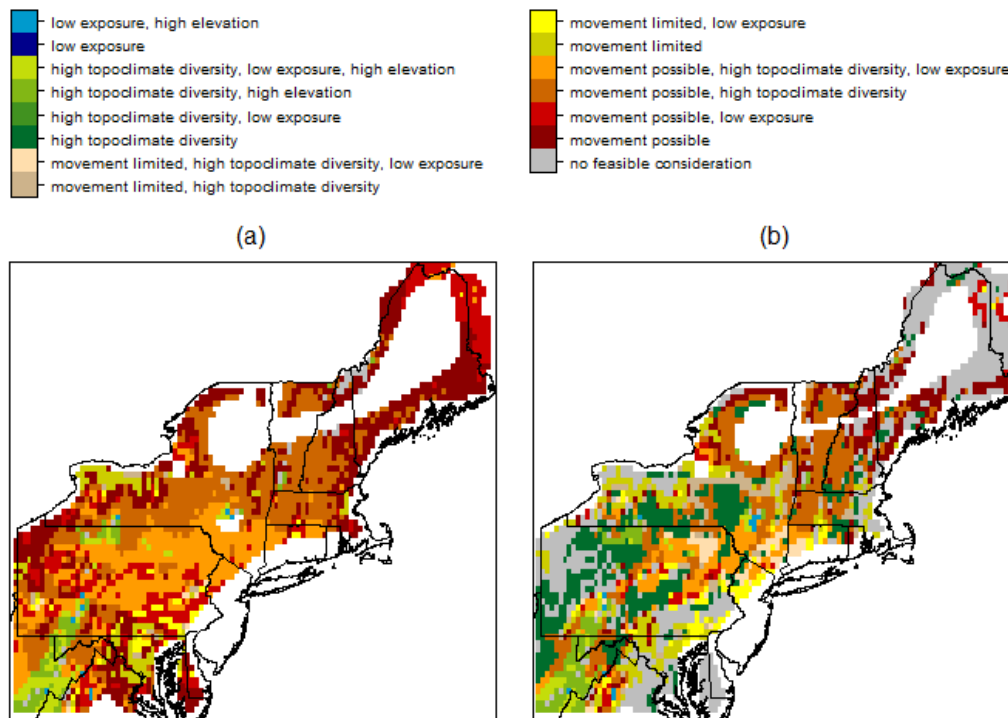 low exposure, high elevation
low exposure
high topoclimate diversity, low exposure, high elevation
high topoclimate diversity, high elevation
high topoclimate diversity, low exposure
high topoclimate diversity
movement limited, high topoclimate diversity, low exposure
movement limited, high topoclimate diversity
movement limited, low exposure
movement limited
movement possible, high topoclimate diversity, low exposure
movement possible, high topoclimate diversity
movement possible, low exposure
movement possible
no feasible consideration
(a)
(b)